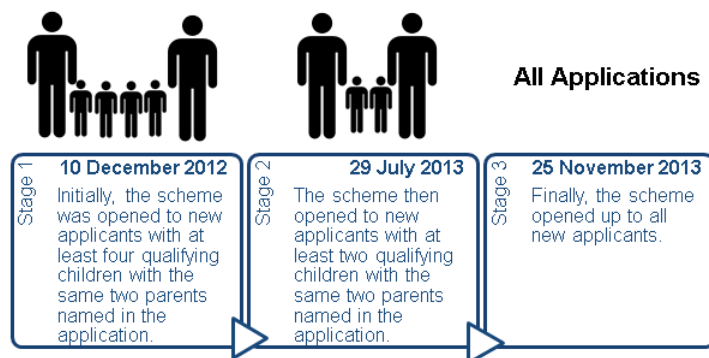 All Applications
Stage 1
10 December 2012
Initially, the scheme
was opened to new
applicants with at
least four qualifying
children with the
same two parents
named in the
application.
Stage 2
29 July 2013
The scheme then
opened to new
applicants with at
least two qualifying
children with the
same two parents
named in the
application.
Stage 3
25 November 2013
Finally, the scheme
opened up to all
new applicants.